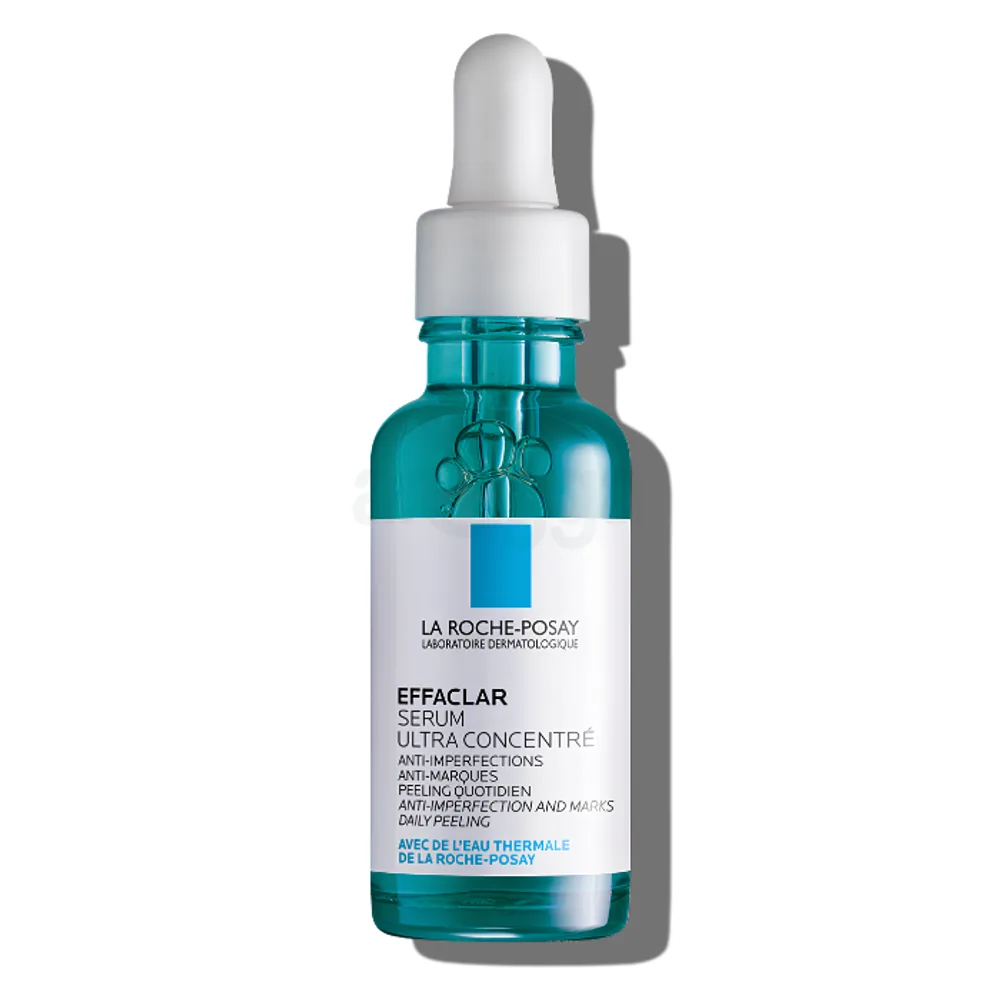 LA ROCHE-POSAY
LABORATOIRE DERMATOLOGIQUE
EFFACLAR
SERUM
ULTRA CONCENTRÉ
ANTI-IMPERFECTIONS
ANTI-MARQUES
PEELING QUOTIDIEN
ANTI-IMPERFECTION AND MARKS
DAILY PEELING
AVEC DE L'EAU THERMALE
DE LA ROCHE-POSAY